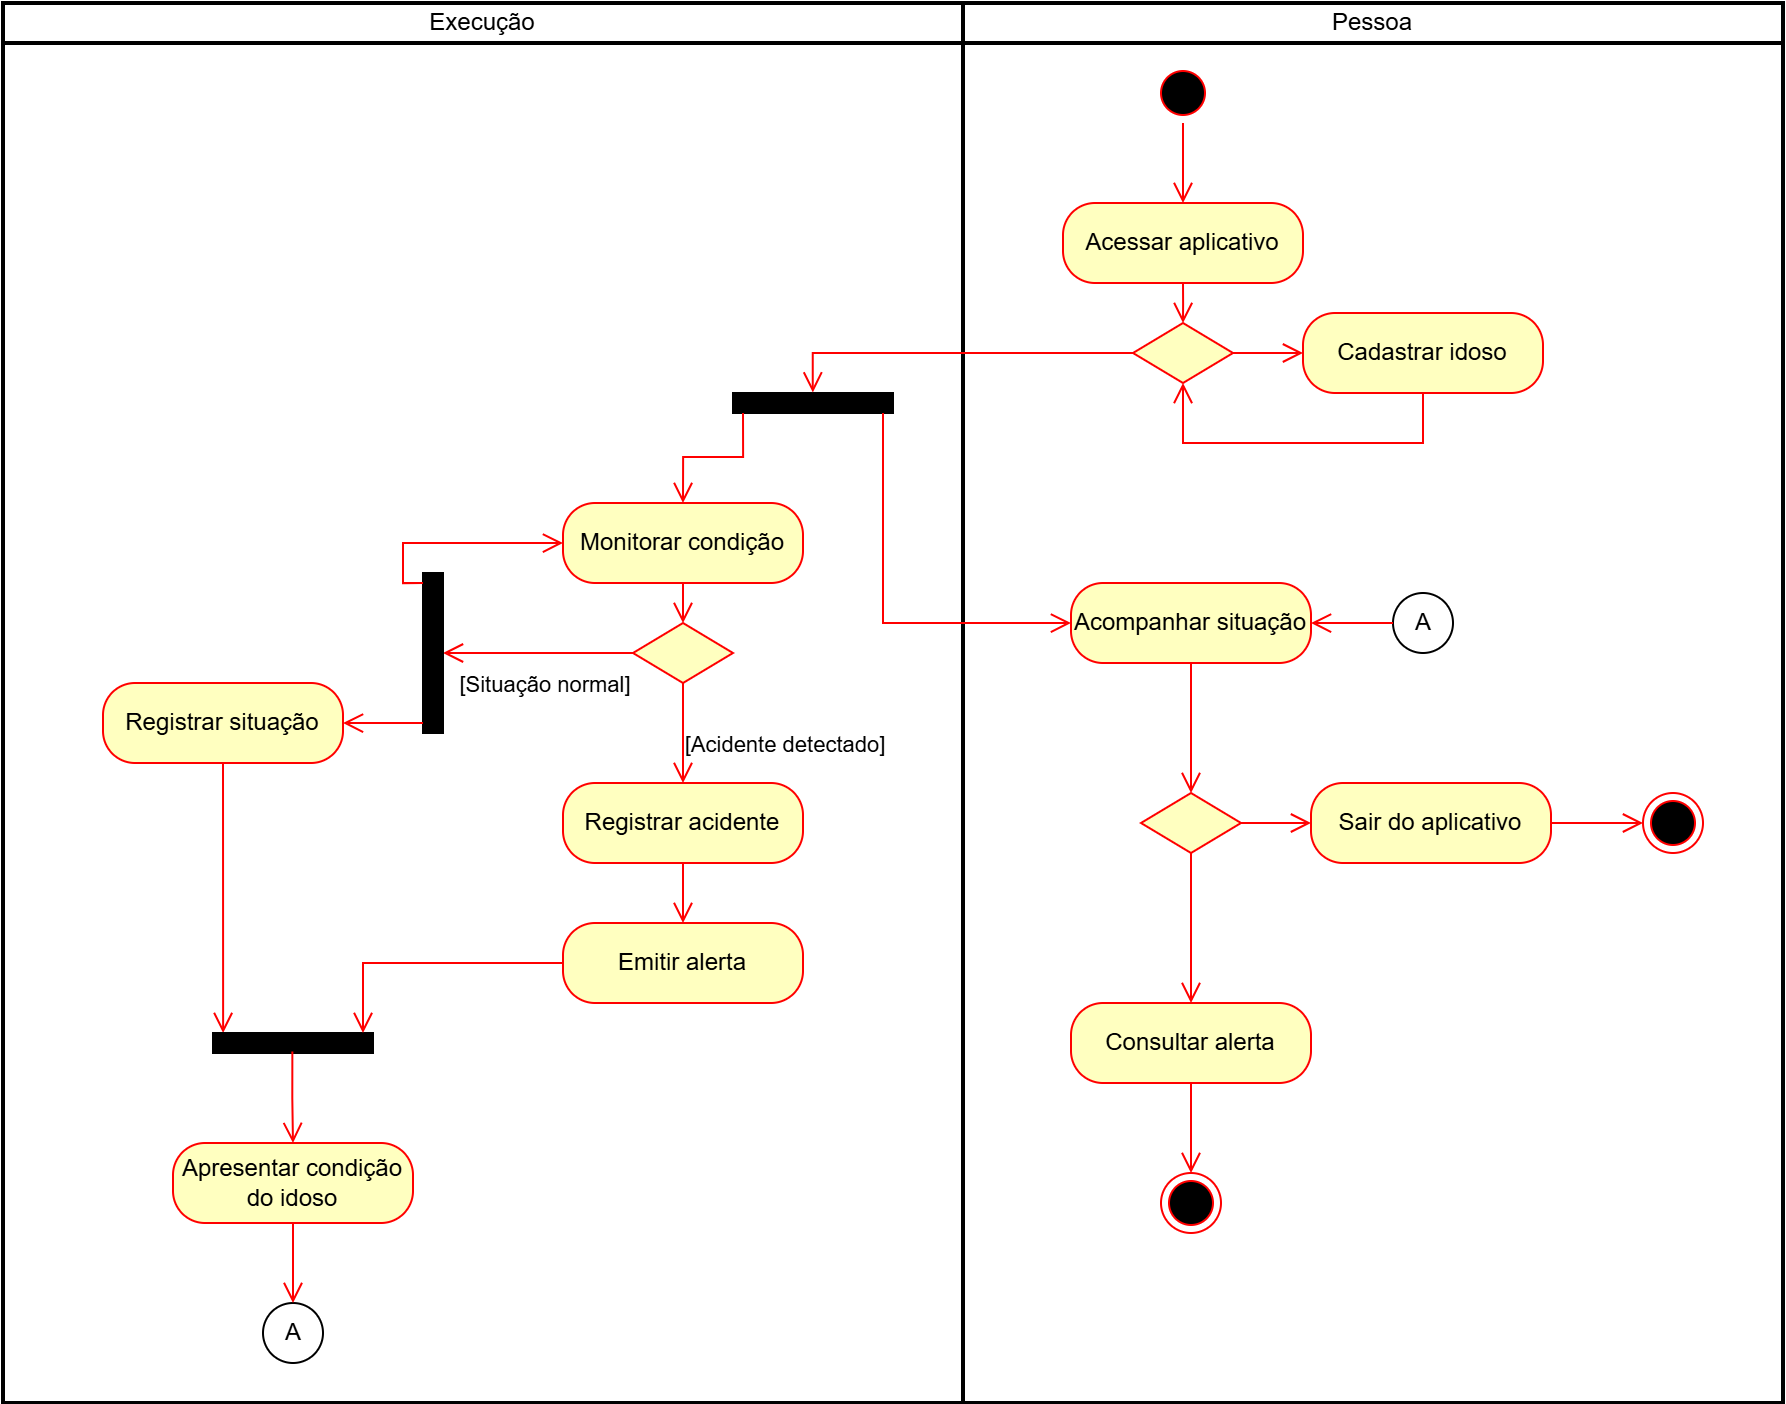 Execução
Pessoa
Acessar aplicativo
Cadastrar idoso
Monitorar condição
Acompanhar situação
A
[Situação normal]
Registrar situação
[Acidente detectado]
Registrar acidente
Sair do aplicativo
Emitir alerta
Consultar alerta
Apresentar condição
do idoso
A